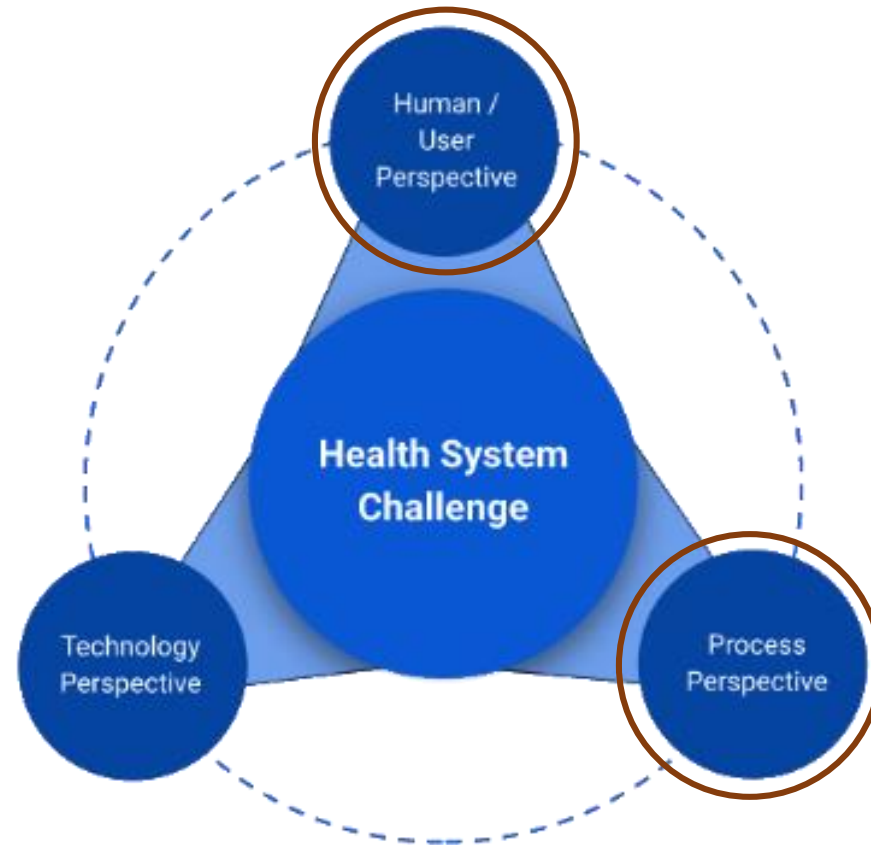 Human /
User
Perspective
Health System
Challenge
Technology
Perspective
Process
Perspective